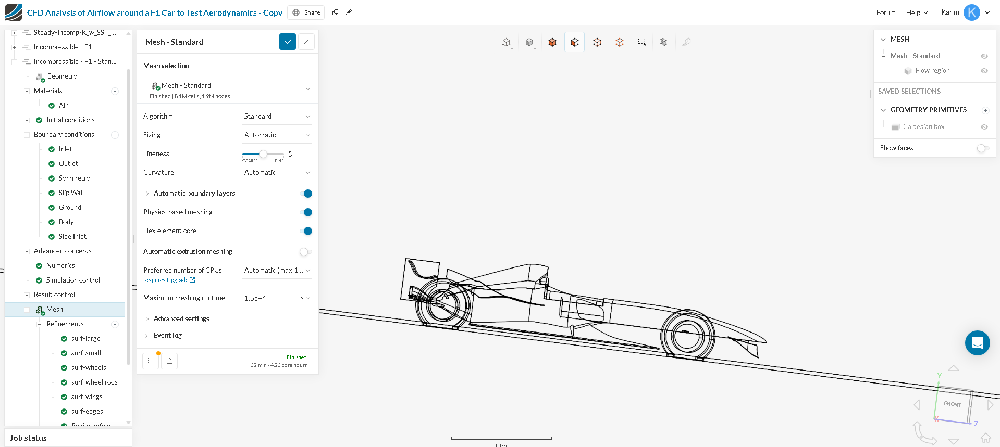 CFD Analysis of Airflow around a F1 Car to Test Aerodynamics - Copy
Share
Forum
Help
Karim
K
Steady-Incomp-K_w_SST_...
Incompressible - F1
Incompressible - F1 - Stan...
Geometry
Materials
Air
Initial conditions
Boundary conditions
Inlet
Outlet
Symmetry
Slip Wall
Ground
Body
Side Inlet
Advanced concepts
Numerics
Simulation control
Result control
Mesh
Refinements
surf-large
surf-small
surf-wheels
surf-wheel rods
surf-wings
surf-edges
Region refine
Job status
Mesh - Standard
Mesh selection
Mesh - Standard
Finished | 8.1M cells, 1.9M nodes
Algorithm
Standard
Sizing
Automatic
Fineness
5
COARSE
FINE
Curvature
Automatic
Automatic boundary layers
Physics-based meshing
Hex element core
Automatic extrusion meshing
Preferred number of CPUs
Automatic (max 1...
Requires Upgrade
Maximum meshing runtime
1.8e+4
s
Advanced settings
Event log
Finished
32 min - 4.23 core hours
MESH
Mesh - Standard
Flow region
SAVED SELECTIONS
GEOMETRY PRIMITIVES
Cartesian box
Show faces
1 [m]
Y
FRONT
X
Z